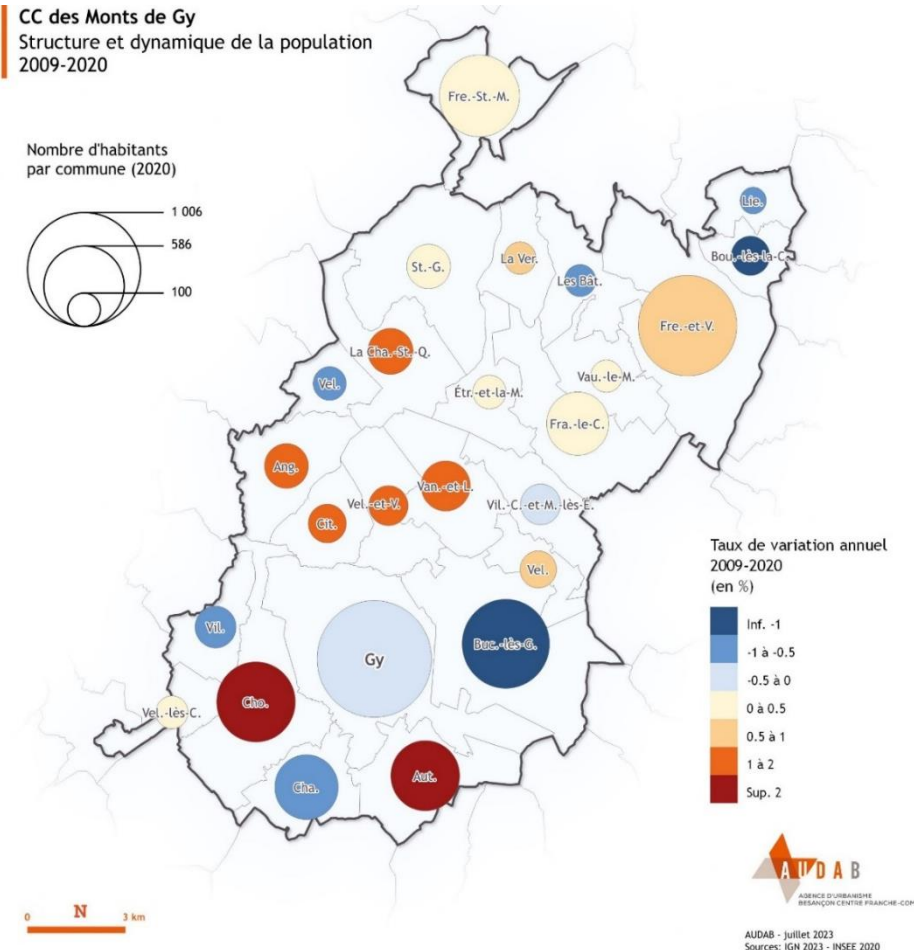 CC des Monts de Gy
Structure et dynamique de la population
2009-2020
Nombre d'habitants
par commune (2020)
1 006
586
100
Fre.-St.-M.
Lie.
Bou.-lès-la-C.
St.-G.
La Ver.
Les Bât.
Fre.-et-V.
La Cha.-St.-Q.
Vel.
Étr.-et-la-M.
Vau.-le-M.
Fra.-le-C.
Ang.
Van.-et-L.
Vel.-et-V.
Cit.
Vil.-C.-et-M.-lès-E.
Vel.
Vil.
Gy
Buc.-lès-G.
Cho.
Vel.-lès-C.
Cha.
Aut.
Taux de variation annuel
2009-2020
(en %)
Inf. -1
-1 à -0.5
-0.5 à 0
0 à 0.5
0.5 à 1
1 à 2
Sup. 2
AUDAB
AGENCE D'URBANISME
BESANÇON CENTRE FRANCHE-COM
0 N 3 km
AUDAB - juillet 2023
Sources: IGN 2023 - INSEE 2020